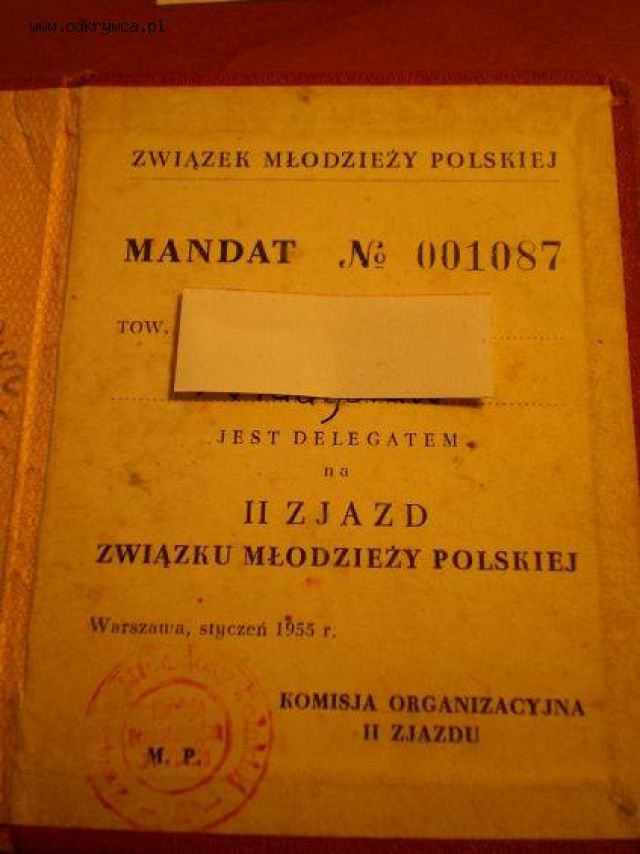 www.odkrywca.pl
ZWIĄZEK MŁODZIEŻY POLSKIEJ
MANDAT № 001087
TOW.
JEST DELEGATEM
na
II ZJAZD
ZWIĄZKU MŁODZIEŻY POLSKIEJ
Warszawa, styczeń 1955 r.
KOMISJA ORGANIZACYJNA
II ZJAZDU
M. P.